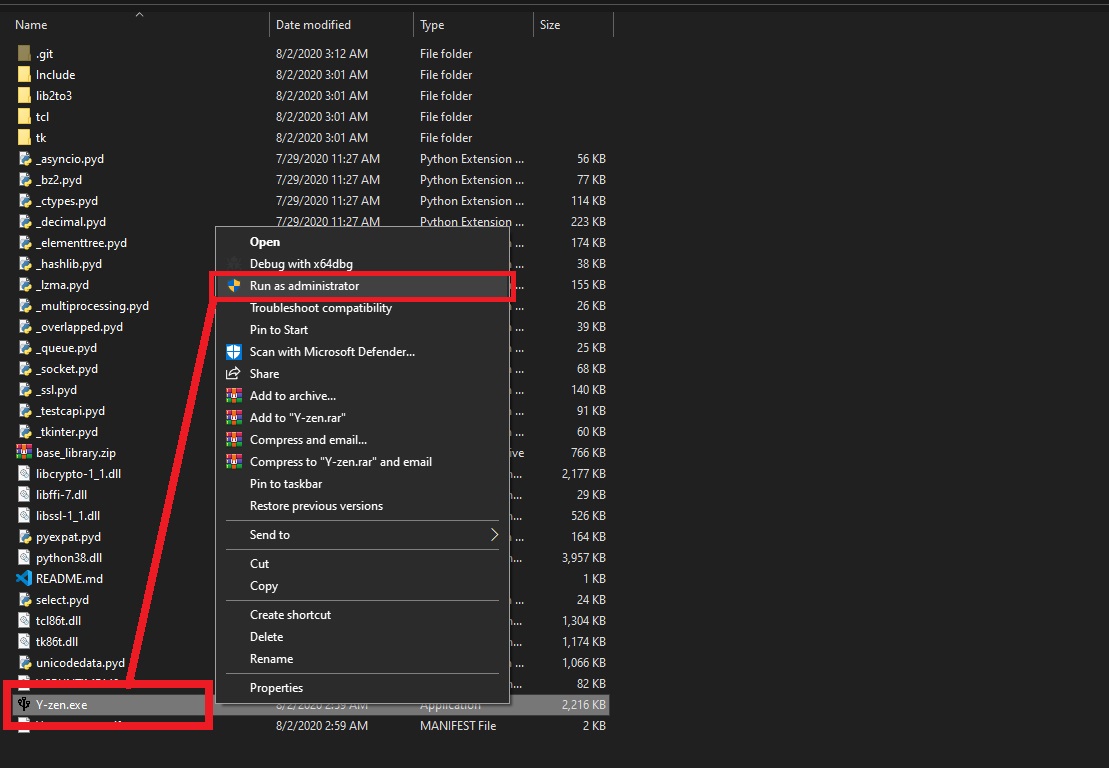 Name Date modified Type Size
.git 8/2/2020 3:12 AM File folder
Include 8/2/2020 3:01 AM File folder
lib2to3 8/2/2020 3:01 AM File folder
tcl 8/2/2020 3:01 AM File folder
tk 8/2/2020 3:01 AM File folder
_asyncio.pyd 7/29/2020 11:27 AM Python Extension ... 56 KB
_bz2.pyd 7/29/2020 11:27 AM Python Extension ... 77 KB
_ctypes.pyd 7/29/2020 11:27 AM Python Extension ... 114 KB
_decimal.pyd 7/29/2020 11:27 AM Python Extension ... 223 KB
_elementtree.pyd Open ... 174 KB
_hashlib.pyd Debug with x64dbg ... 38 KB
_lzma.pyd Run as administrator ... 155 KB
_multiprocessing.pyd Troubleshoot compatibility ... 26 KB
_overlapped.pyd Pin to Start ... 39 KB
_queue.pyd Scan with Microsoft Defender... ... 25 KB
_socket.pyd Share ... 68 KB
_ssl.pyd Add to archive... ... 140 KB
_testcapi.pyd Add to "Y-zen.rar" ... 91 KB
_tkinter.pyd Compress and email... ... 60 KB
base_library.zip Compress to "Y-zen.rar" and email 766 KB
libcrypto-1_1.dll Pin to taskbar 2,177 KB
libffi-7.dll Restore previous versions 29 KB
libssl-1_1.dll 526 KB
pyexpat.pyd Send to ... 164 KB
python38.dll Cut 3,957 KB
README.md Copy 1 KB
select.pyd ... 24 KB
tcl86t.dll Create shortcut 1,304 KB
tk86t.dll Delete 1,174 KB
unicodedata.pyd Rename ... 1,066 KB
Properties 82 KB
Y-zen.exe 8/2/2020 2:59 AM Application 2,216 KB
8/2/2020 2:59 AM MANIFEST File 2 KB